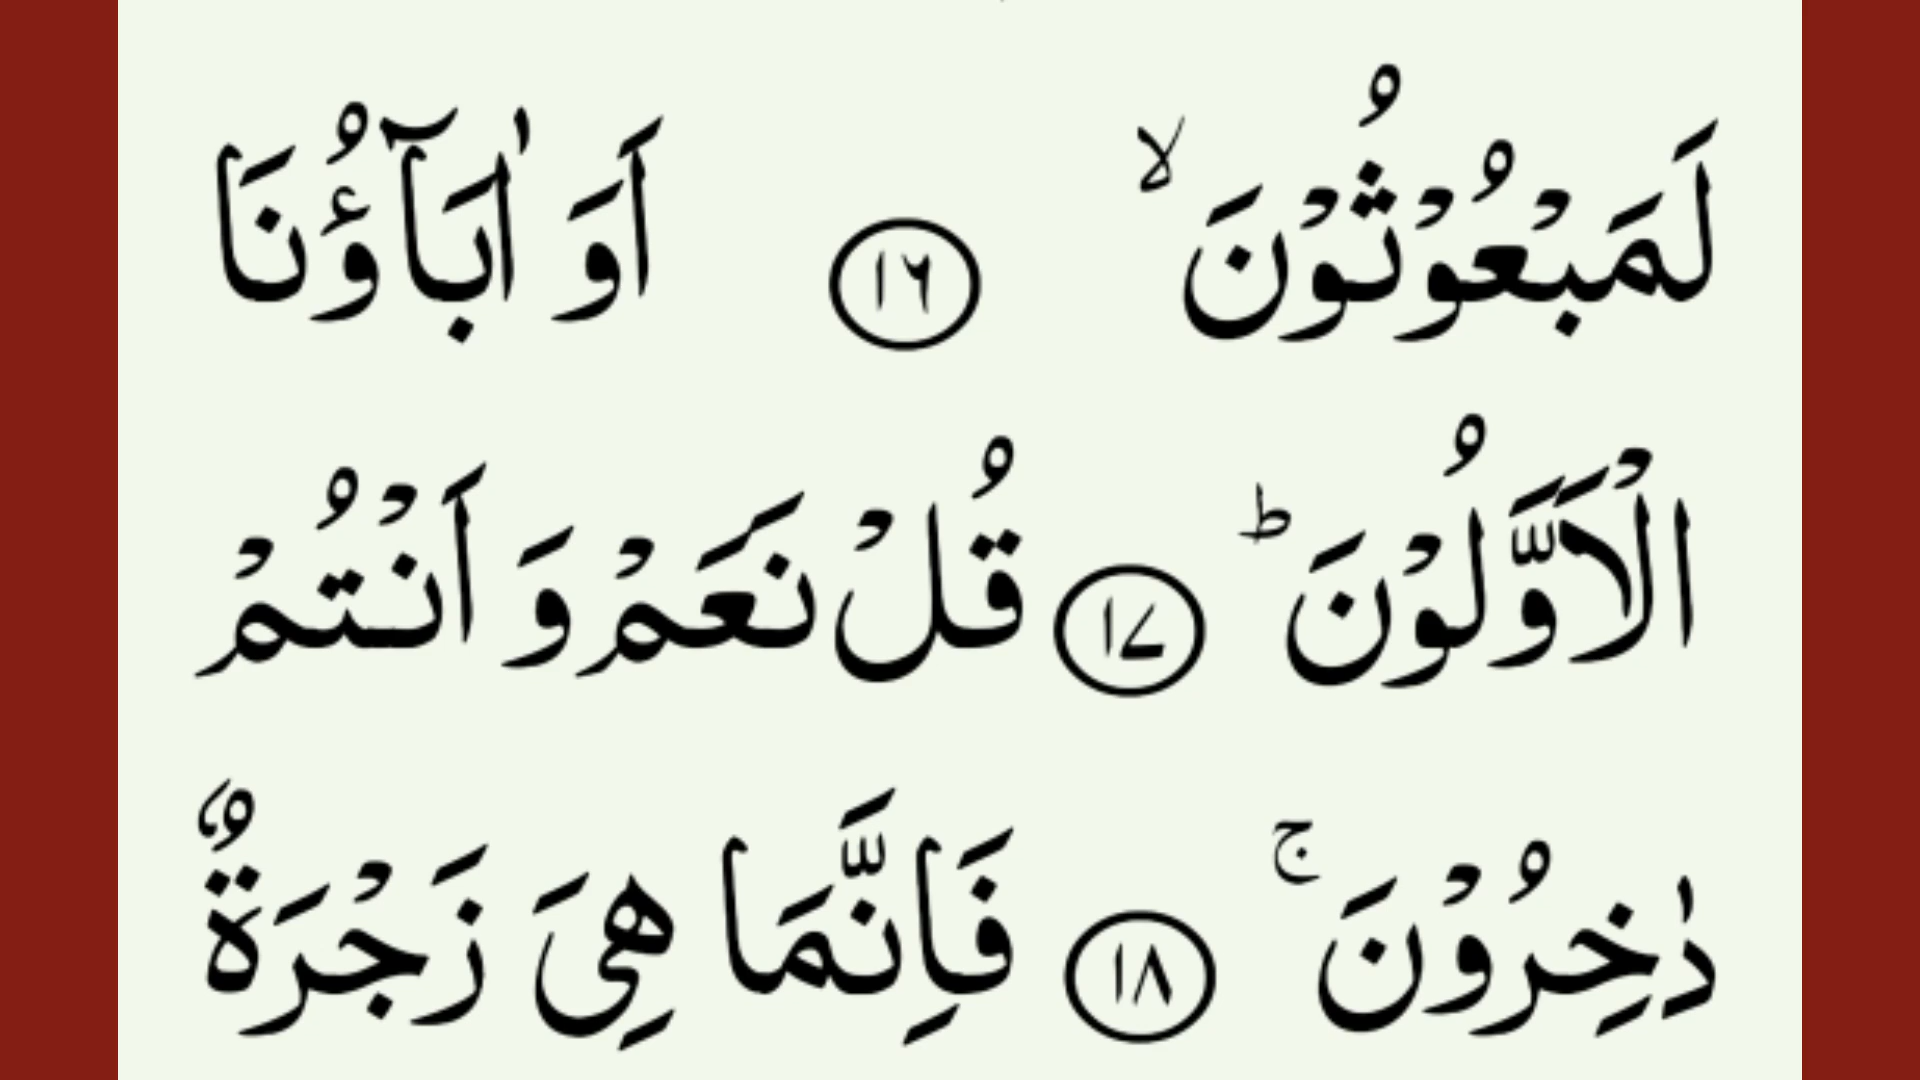 لَمَبْعُوْثُوْنَ ۙ ١٦ اَوَ اٰبَآؤُنَا
الْاَوَّلُوْنَ ؕ ١٧ قُلْ نَعَمْ وَ اَنْتُمْ
دٰخِرُوْنَ ۚ ١٨ فَاِنَّمَا هِیَ زَجْرَةٌ